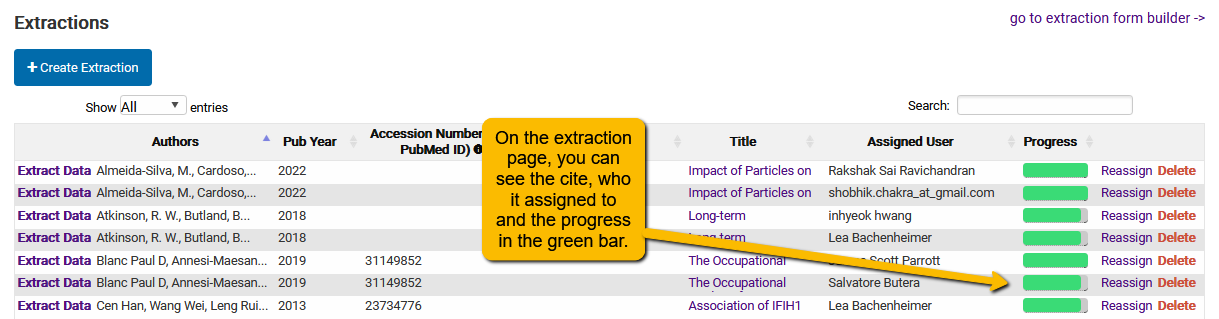 Extractions
go to extraction form builder ->
+ Create Extraction
Show All entries
Search:
Authors Pub Year Accession Number PubMed ID) Title Assigned User Progress
Extract Data Almeida-Silva, M., Cardoso,... 2022 Impact of Particles on Rakshak Sai Ravichandran Reassign Delete
Extract Data Almeida-Silva, M., Cardoso,... 2022 Impact of Particles on shobhik.chakra_at_gmail.com Reassign Delete
Extract Data Atkinson, R. W., Butland, B... 2018 Long-term inhyeok hwang Reassign Delete
Extract Data Atkinson, R. W., Butland, B... 2018 Lea Bachenheimer Reassign Delete
Extract Data Blanc Paul D, Annesi-Maesan... 2019 31149852 The Occupational Scott Parrott Reassign Delete
Extract Data Blanc Paul D, Annesi-Maesan... 2019 31149852 The Occupational Salvatore Butera Reassign Delete
Extract Data Cen Han, Wang Wei, Leng Rui... 2013 23734776 Association of IFIH1 Lea Bachenheimer Reassign Delete
On the extraction
page, you can
see the cite, who
it assigned to
and the progress
in the green bar.